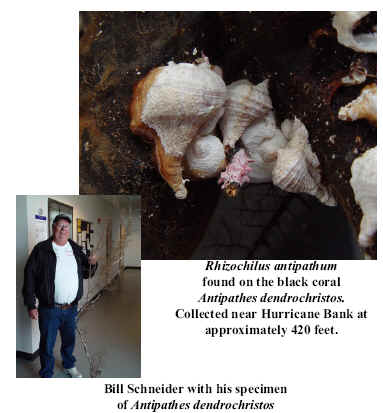 Rhizochilus antipathum
found on the black coral
Antipathes dendrochristos.
Collected near Hurricane Bank at
approximately 420 feet.
Bill Schneider with his specimen
of Antipathes dendrochristos